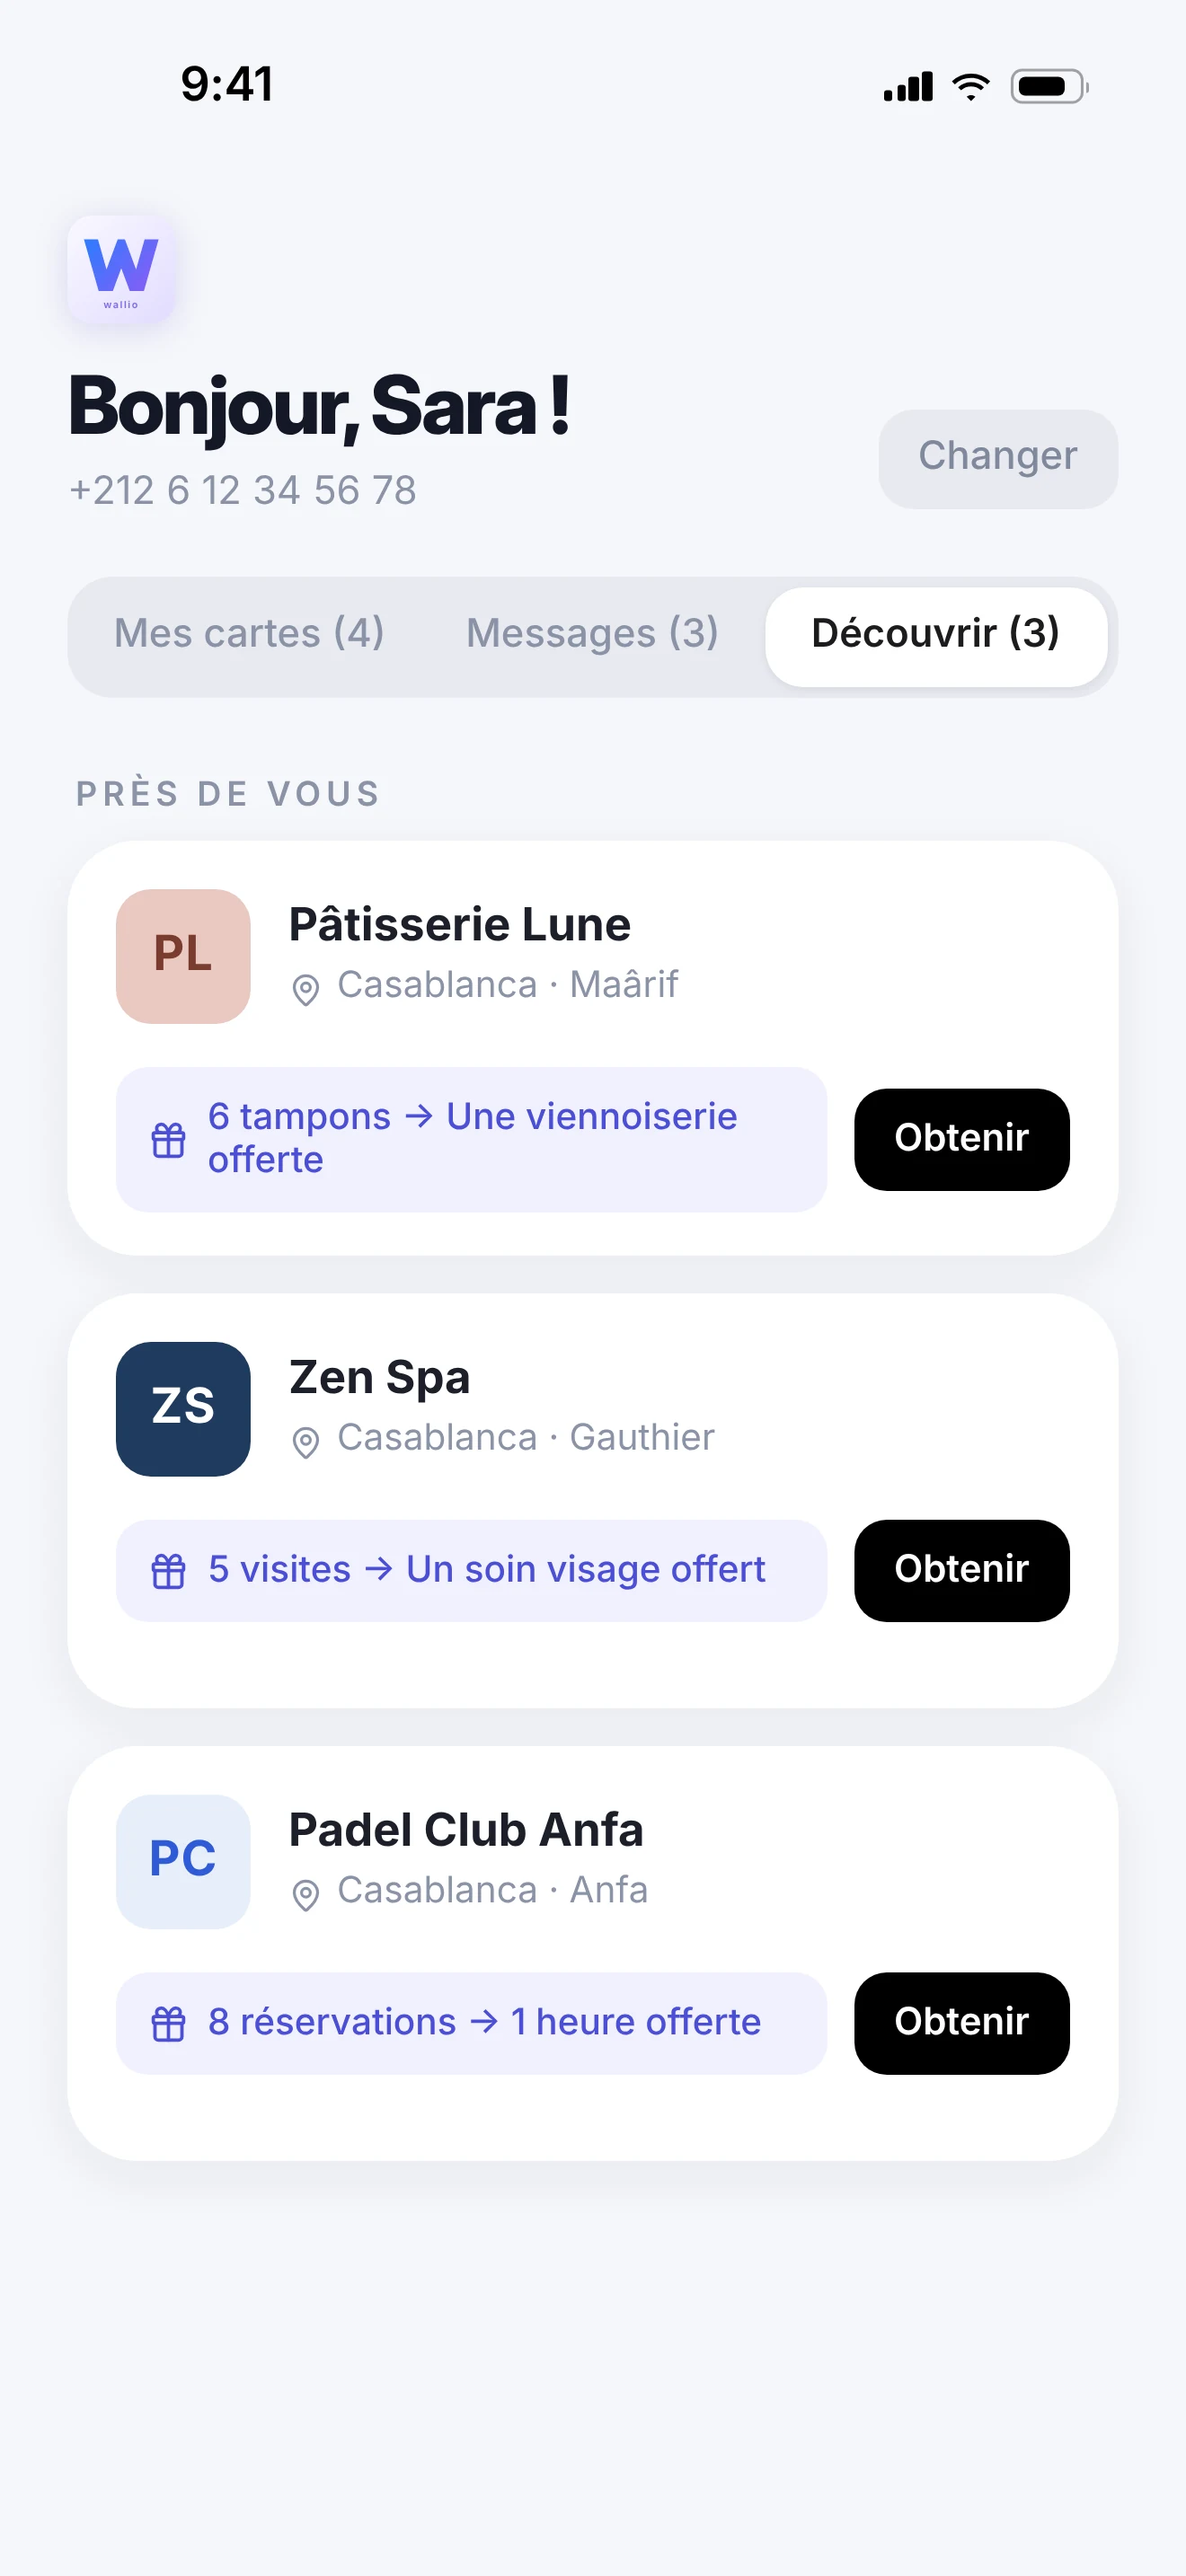 9:41
W
wallio
Bonjour, Sara !
+212 6 12 34 56 78
Changer
Mes cartes (4)
Messages (3)
Découvrir (3)
PRÈS DE VOUS
PL
Pâtisserie Lune
Casablanca · Maârif
6 tampons → Une viennoiserie
offerte
Obtenir
ZS
Zen Spa
Casablanca · Gauthier
5 visites → Un soin visage offert
Obtenir
PC
Padel Club Anfa
Casablanca · Anfa
8 réservations → 1 heure offerte
Obtenir